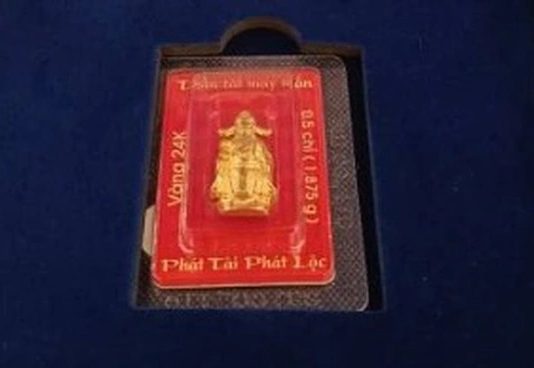 Thần tài may mắn
Vàng 24K
0,5 chỉ ( 1,875 g )
Phát Tài Phát Lộc